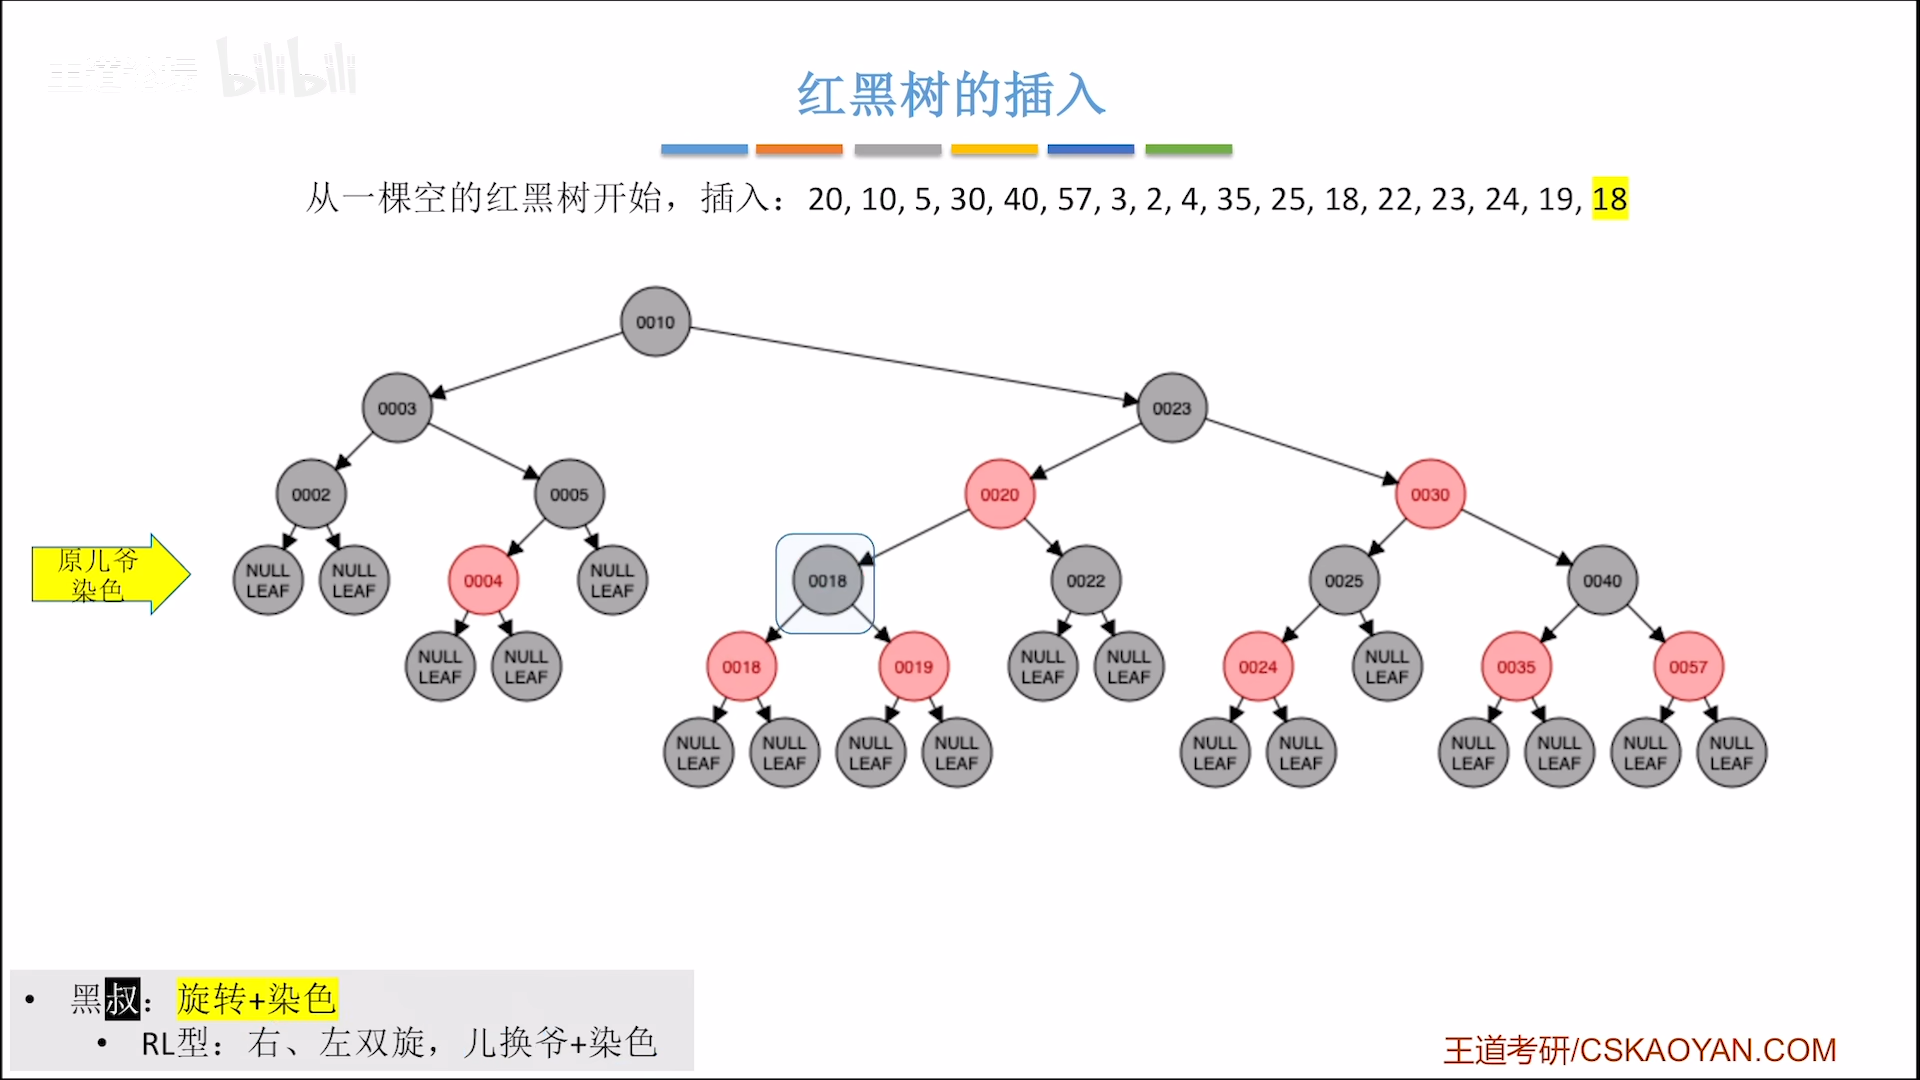 王道论坛 bilibili
红黑树的插入
从一棵空的红黑树开始，插入：20, 10, 5, 30, 40, 57, 3, 2, 4, 35, 25, 18, 22, 23, 24, 19, 18
0010
0003 0023
0002 0005 0020 0030
原儿爷
染色
NULL NULL 0004 NULL 0018 0022 0025 0040
LEAF LEAF LEAF
NULL NULL 0018 0019 NULL NULL 0024 NULL 0035 0057
LEAF LEAF LEAF LEAF LEAF
NULL NULL NULL NULL NULL NULL NULL NULL NULL NULL
LEAF LEAF LEAF LEAF LEAF LEAF LEAF LEAF LEAF LEAF
• 黑叔：旋转+染色
• RL型：右、左双旋，儿换爷+染色
王道考研/CSKAOYAN.COM